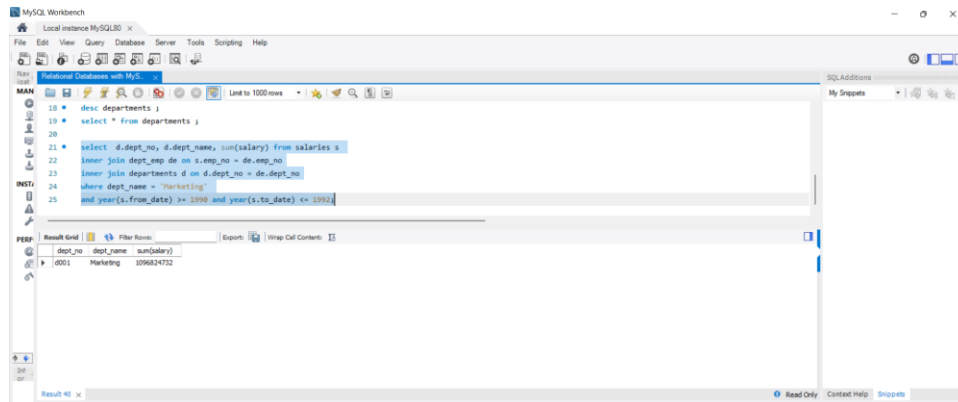 MySQL Workbench
Local instance MySQL80 ×
File Edit View Query Database Server Tools Scripting Help
Relational Databases with MyS... ×
SQLAdditions
Limit to 1000 rows
My Snippets
18 desc departments ;
19 select * from departments ;
20
21 select d.dept_no, d.dept_name, sum(salary) from salaries s
22 inner join dept_emp de on s.emp_no = de.emp_no
23 inner join departments d on d.dept_no = de.dept_no
24 where dept_name = 'Marketing'
25 and year(s.from_date) >= 1990 and year(s.to_date) <= 1992;
Nav
MAN
INST
PERF
Result Grid Filter Rows: Export: Wrap Cell Content:
dept_no dept_name sum(salary)
d001 Marketing 1096824732
Result 40 ×
Read Only Context Help Snippets